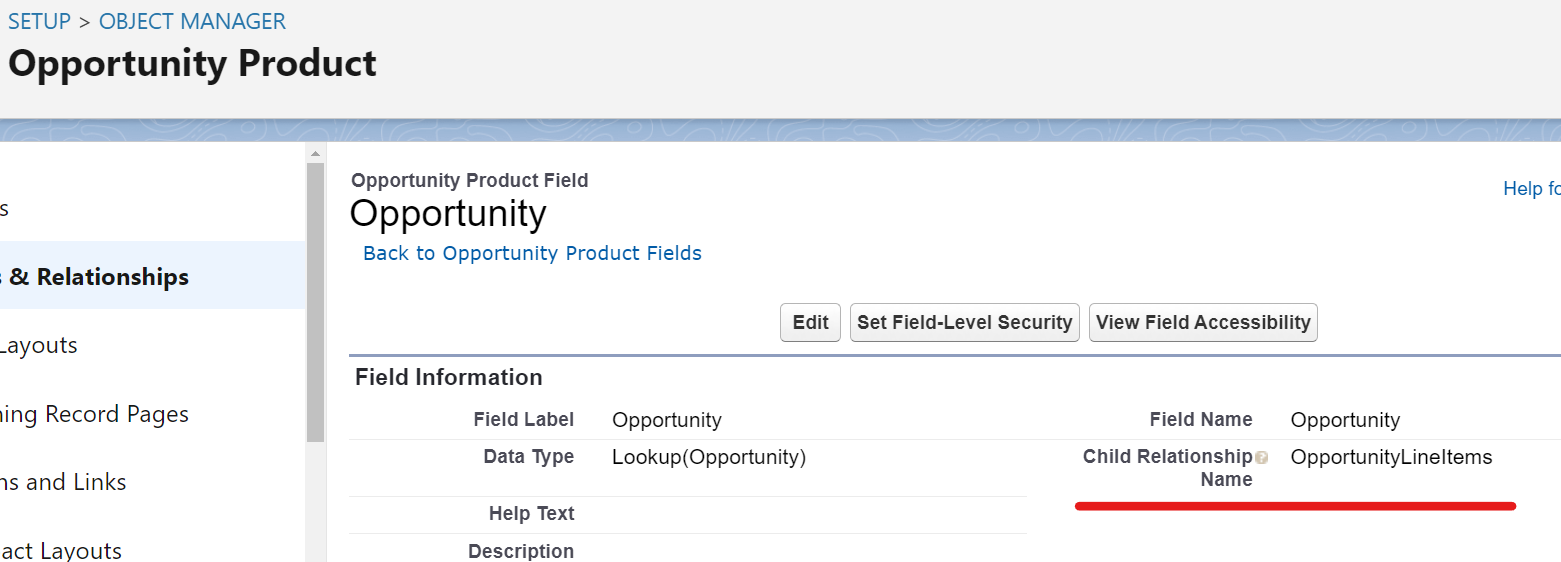 SETUP > OBJECT MANAGER
Opportunity Product
Opportunity Product Field
Opportunity
Help fo
Back to Opportunity Product Fields
s
& Relationships
Layouts
ning Record Pages
ns and Links
act Layouts
Edit
Set Field-Level Security
View Field Accessibility
Field Information
Field Label Opportunity
Field Name Opportunity
Data Type Lookup(Opportunity)
Child Relationship ? OpportunityLineItems
Name
Help Text
Description